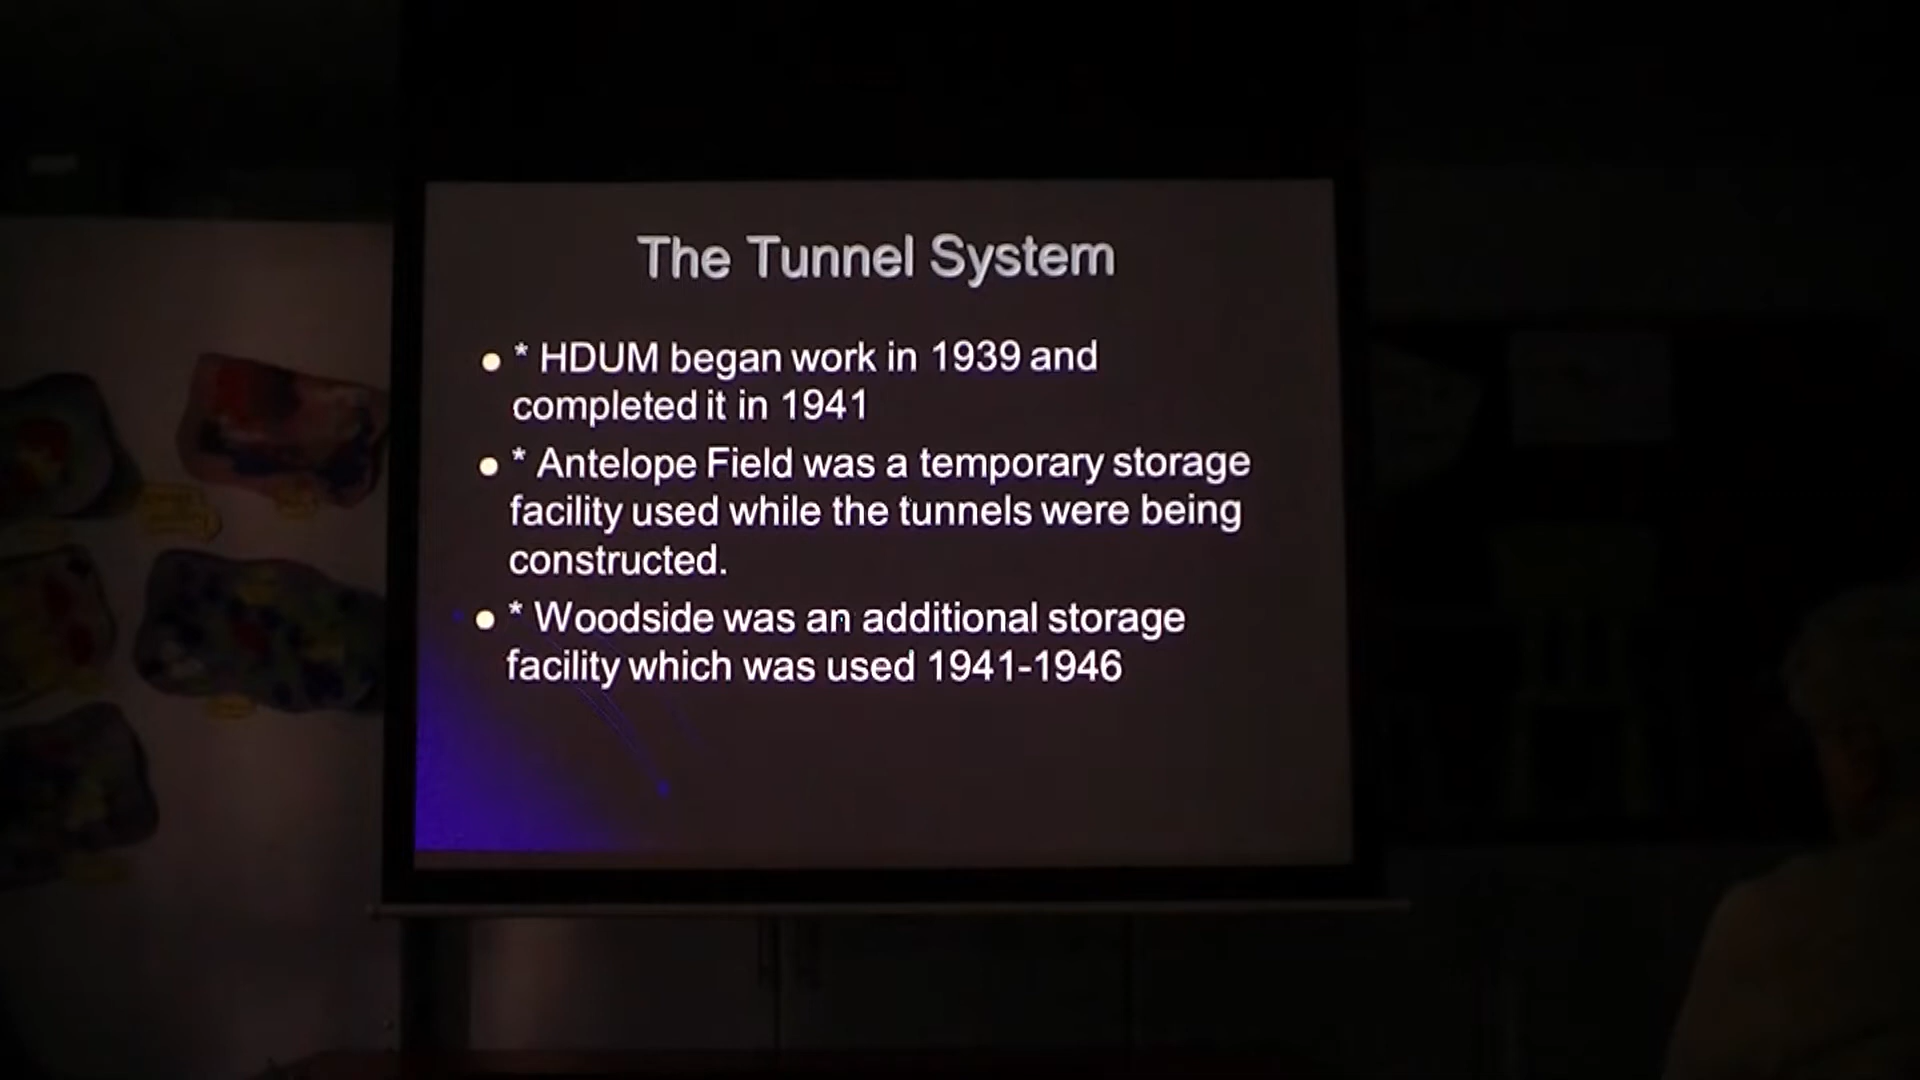 The Tunnel System
* HDUM began work in 1939 and
completed it in 1941
* Antelope Field was a temporary storage
facility used while the tunnels were being
constructed.
* Woodside was an additional storage
facility which was used 1941-1946